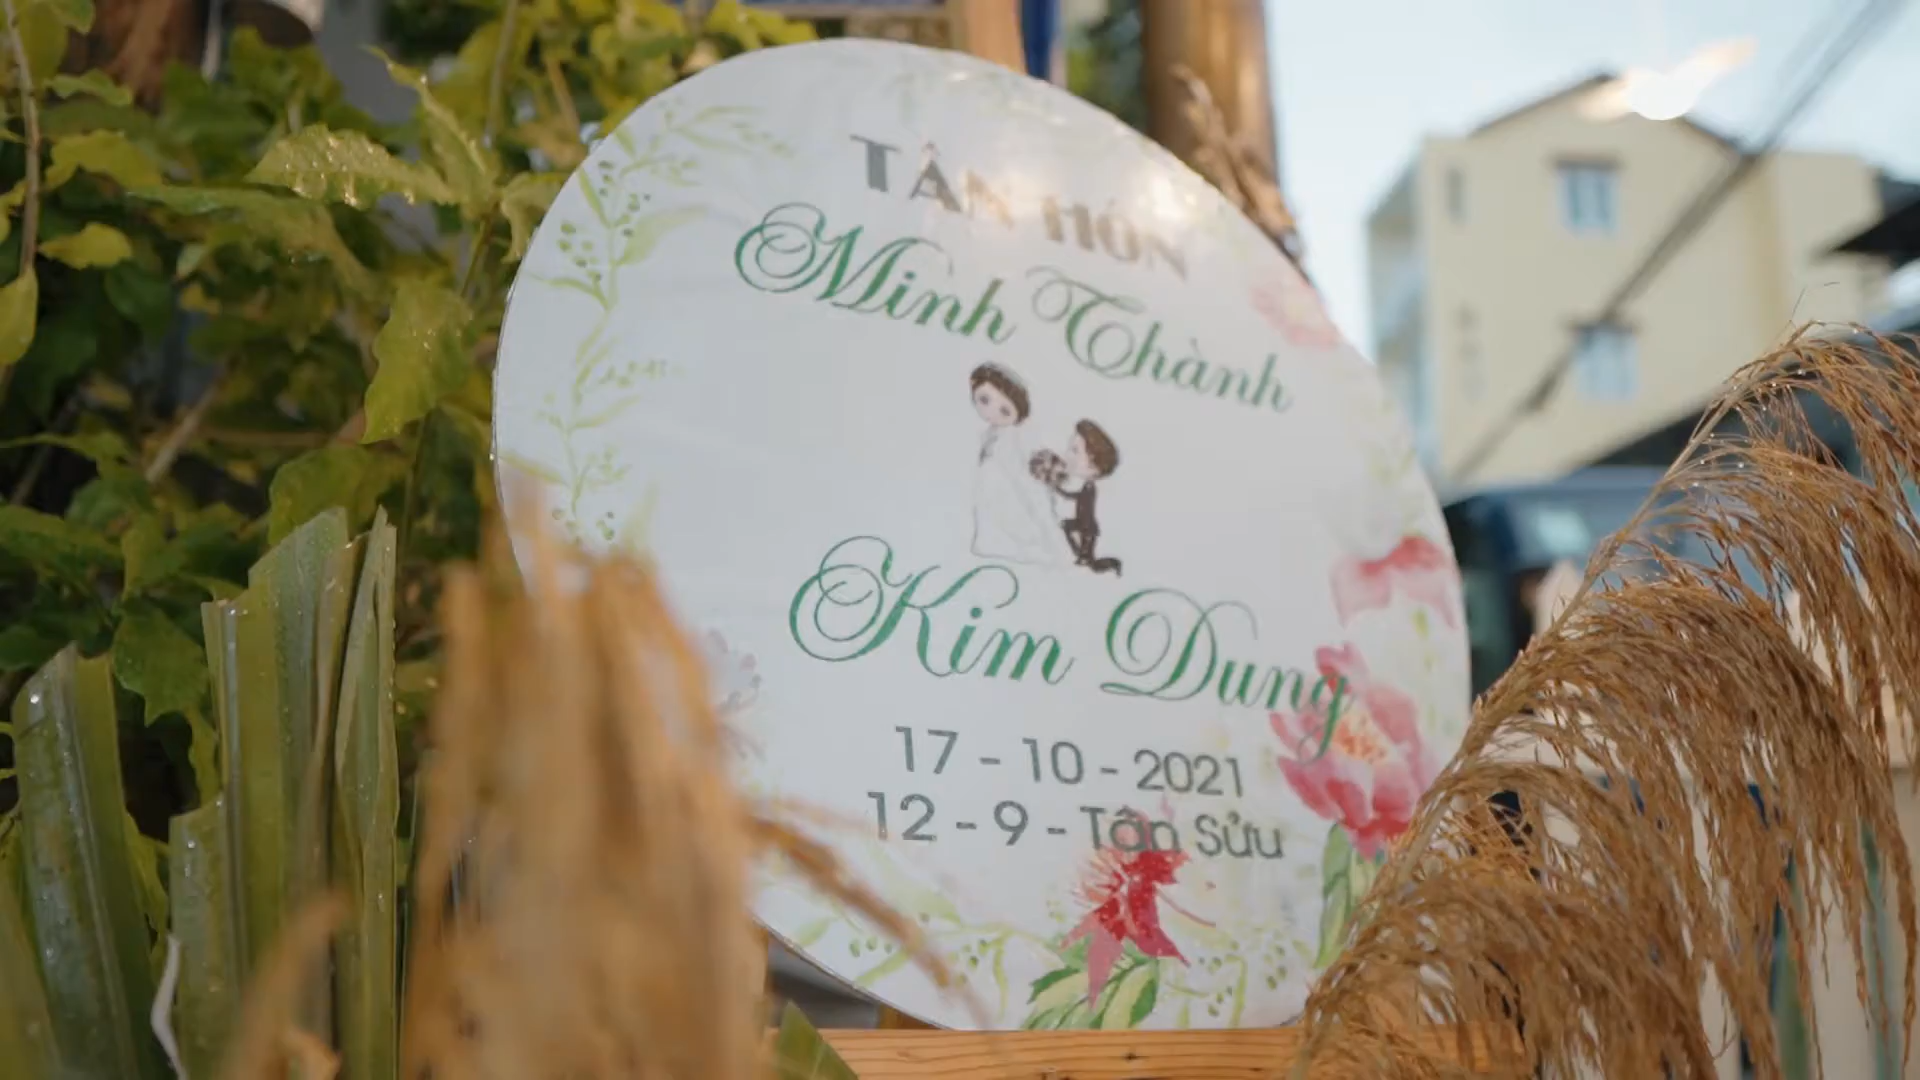 TÂN HÔN
Minh Thành
Kim Dung
17 - 10 - 2021
12 - 9 - Tân Sửu